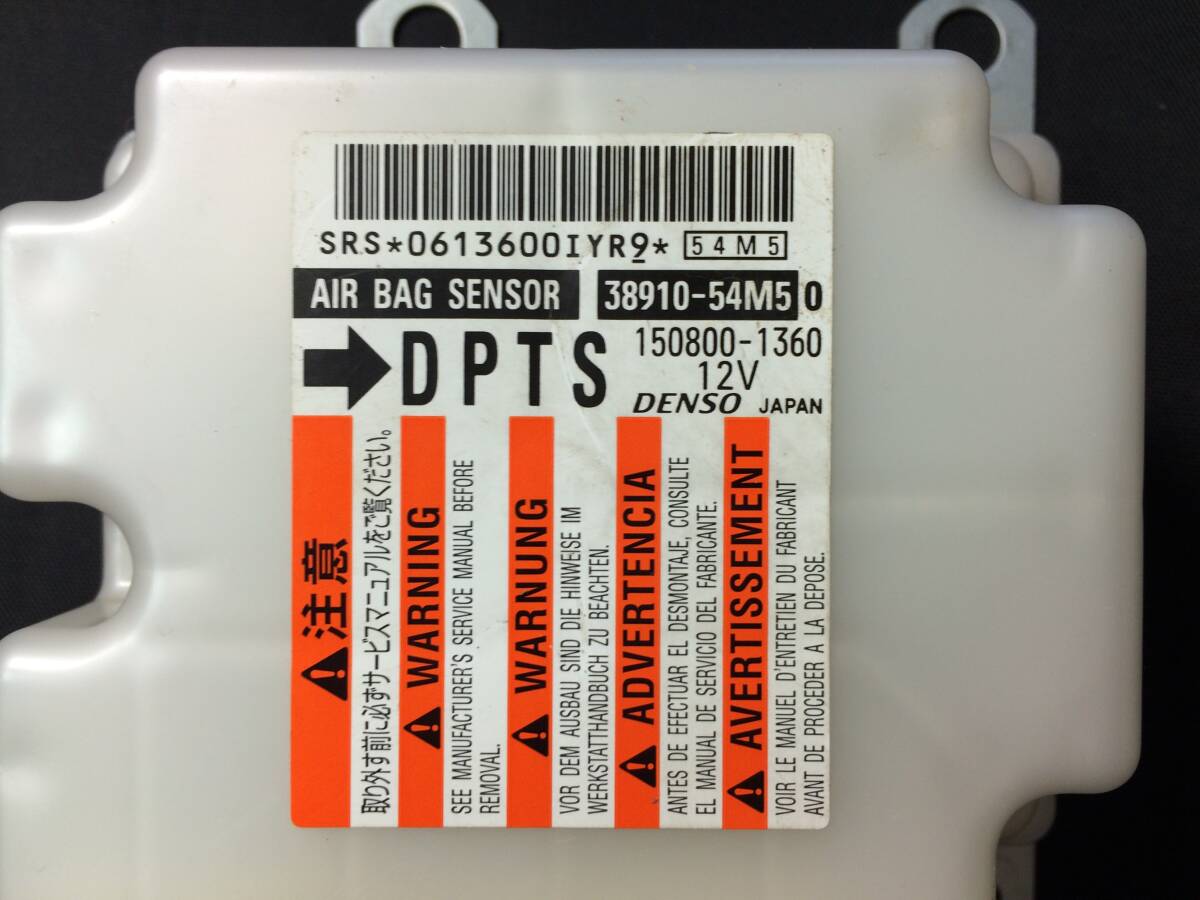 SRS*0613600IYR9* 54M5
AIR BAG SENSOR 38910-54M5 0
DPTS
150800-1360
12V
DENSO JAPAN
注意
取り外す前に必ずサービスマニュアルをご覧ください。
WARNING
SEE MANUFACTURER'S SERVICE MANUAL BEFORE
REMOVAL.
WARNUNG
VOR DEM AUSBAU SIND DIE HINWEISE IM
WERKSTATTHANDBUCH ZU BEACHTEN.
ADVERTENCIA
ANTES DE EFECTUAR EL DESMONTAJE, CONSULTE
EL MANUAL DE SERVICIO DEL FABRICANTE.
AVERTISSEMENT
VOIR LE MANUEL D'ENTRETIEN DU FABRICANT
AVANT DE PROCEDER A LA DEPOSE.